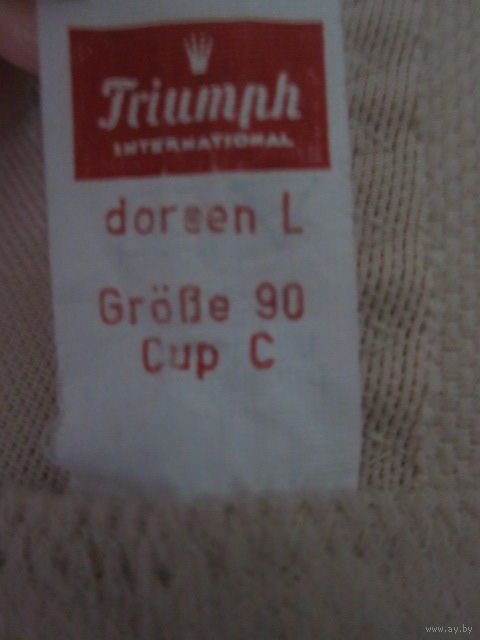 Triumph
INTERNATIONAL
doreen L
Größe 90
Cup C
www.ay.by